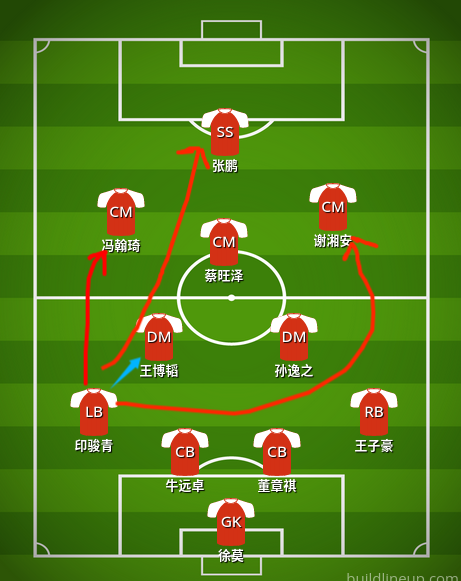 SS
张鹏
CM
冯翰琦
CM
谢湘安
CM
蔡旺泽
DM
王博韬
DM
孙逸之
LB
印骏青
RB
王子豪
CB
牛远卓
CB
董章祺
GK
徐莫
buildlineup.com